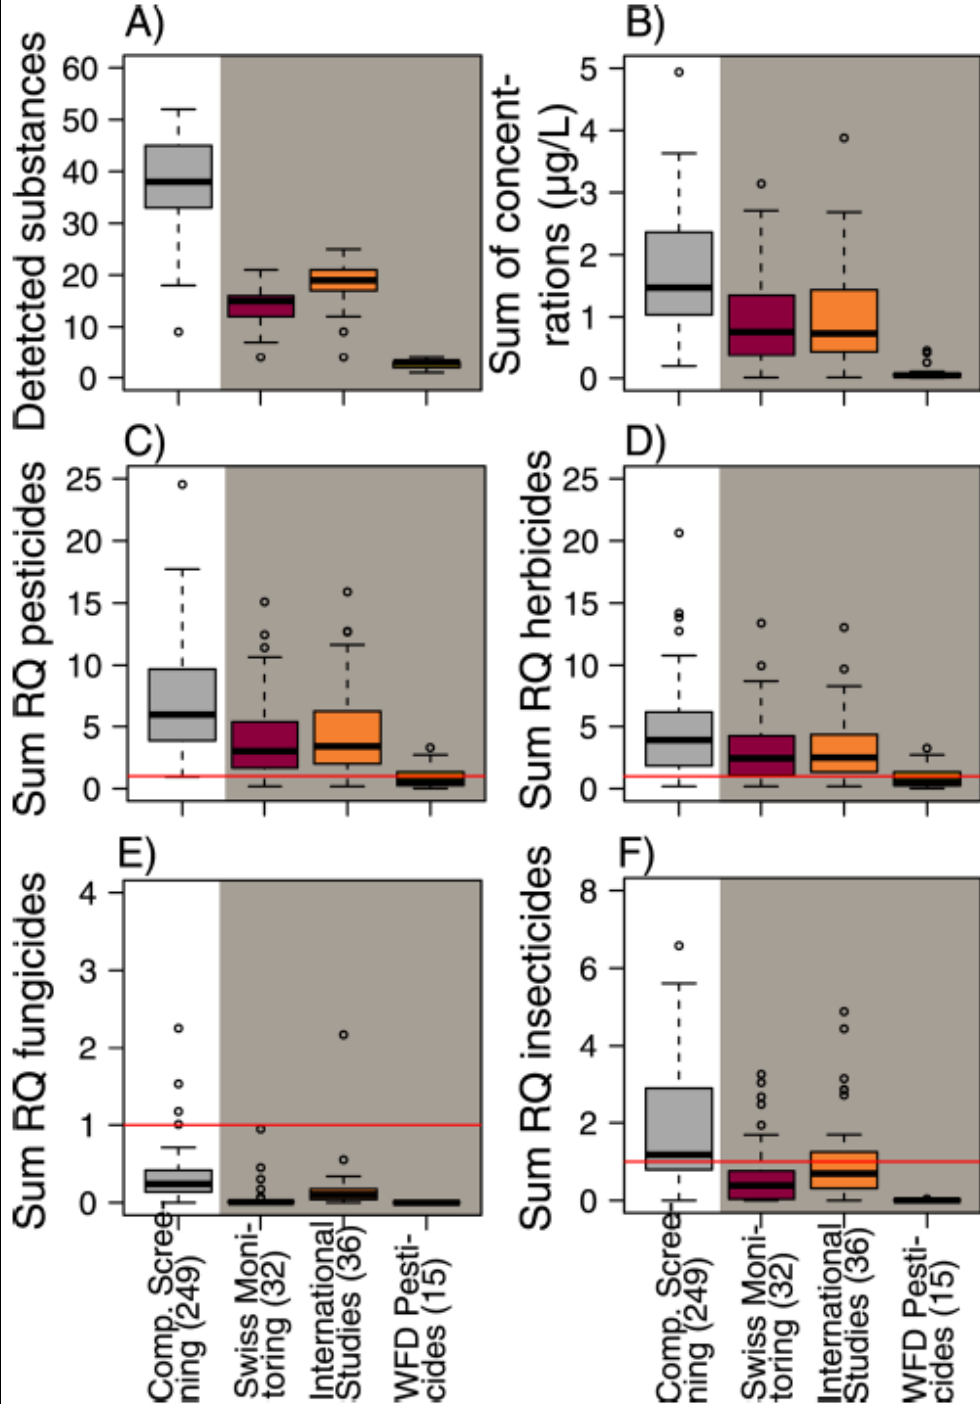 A)
Detetcted substances
60
50
40
30
20
10
0
B)
Sum of concent-
rations (µg/L)
5
4
3
2
1
0
C)
Sum RQ pesticides
25
20
15
10
5
0
D)
Sum RQ herbicides
25
20
15
10
5
0
E)
Sum RQ fungicides
4
3
2
1
0
F)
Sum RQ insecticides
8
6
4
2
0
Comp. Scree-
ning (249)
Swiss Moni-
toring (32)
International
Studies (36)
WFD Pesti-
cides (15)
Comp. Scree-
ning (249)
Swiss Moni-
toring (32)
International
Studies (36)
WFD Pesti-
cides (15)